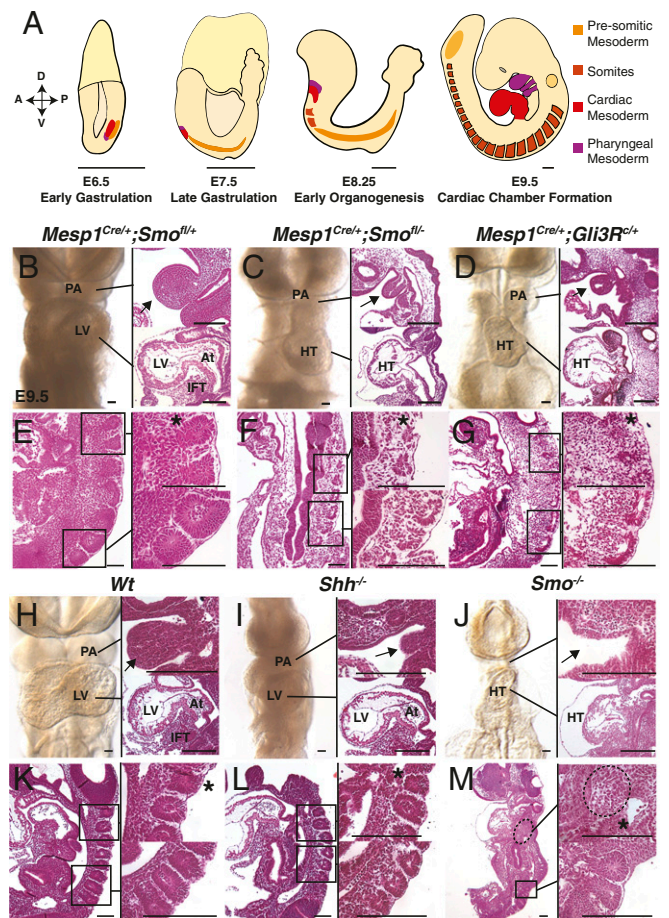 A
D
A P
V
Pre-somitic
Mesoderm
Somites
Cardiac
Mesoderm
Pharyngeal
Mesoderm
E6.5
Early Gastrulation
E7.5
Late Gastrulation
E8.25
Early Organogenesis
E9.5
Cardiac Chamber Formation
Mesp1Cre/+;Smofl/+
Mesp1Cre/+;Smofl/-
Mesp1Cre/+;Gli3Rc/+
B
PA
LV
E9.5
LV
At
IFT
C
PA
HT
HT
D
PA
HT
HT
E
*
F
*
G
*
Wt
Shh-/-
Smo-/-
H
PA
LV
LV
At
IFT
I
PA
LV
LV
At
J
HT
PA
HT
K
*
L
*
M
*